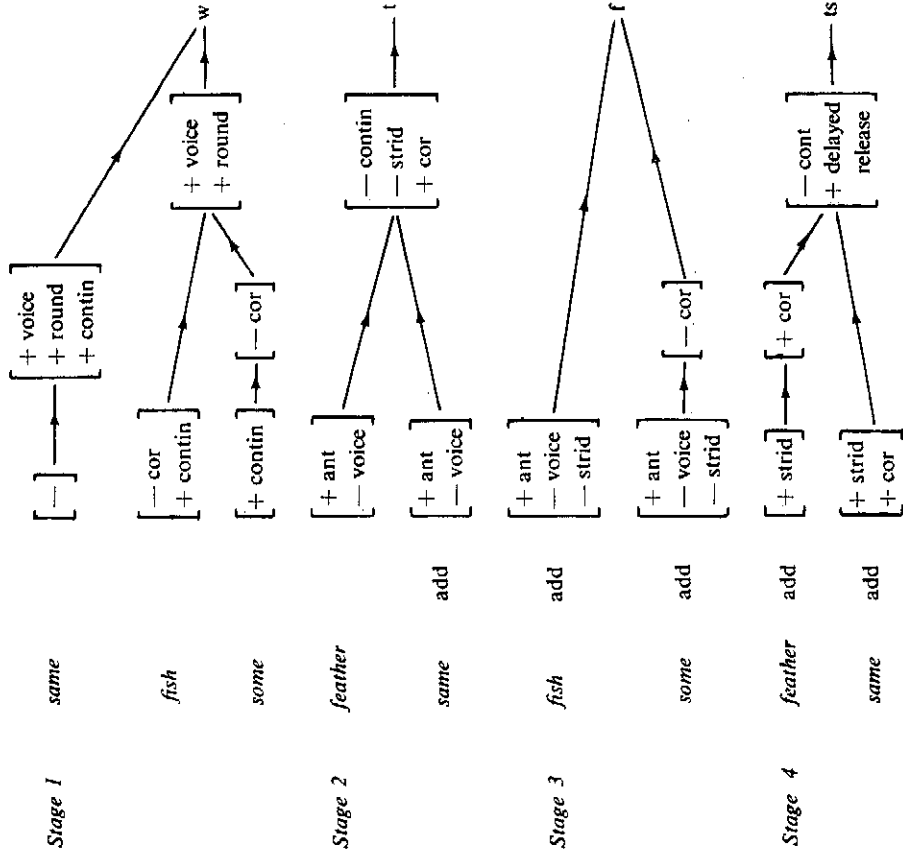 Stage 1 same [ — ]
+ voice
+ round
+ contin
w
fish
— cor
+ contin
+ voice
+ round
some [+ contin] [— cor]
Stage 2 feather
+ ant
— voice
— contin
— strid
+ cor
t
same add
+ ant
— voice
Stage 3 fish add
+ ant
— voice
— strid
f
some add
+ ant
— voice
— strid
[— cor]
Stage 4 feather add [+ strid] [+ cor]
— cont
+ delayed
release
ts
same add
+ strid
+ cor